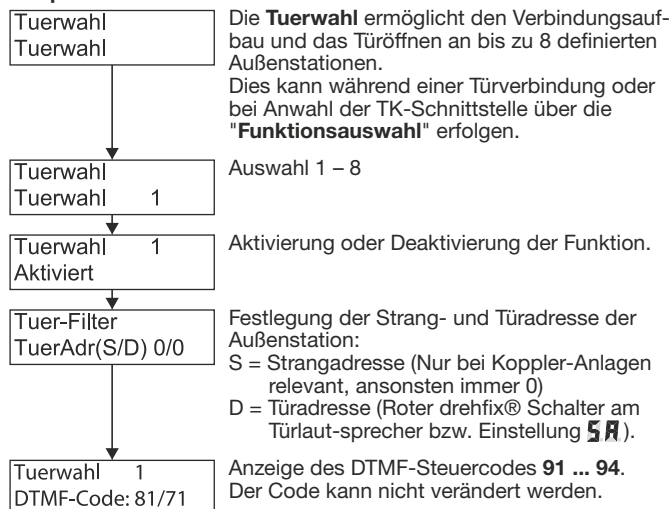 Tuerwahl
Tuerwahl
Die Tuerwahl ermöglicht den Verbindungsauf-
bau und das Türöffnen an bis zu 8 definierten
Außenstationen.
Dies kann während einer Türverbindung oder
bei Anwahl der TK-Schnittstelle über die
"Funktionsauswahl" erfolgen.
Tuerwahl
Tuerwahl 1
Auswahl 1 – 8
Tuerwahl 1
Aktiviert
Aktivierung oder Deaktivierung der Funktion.
Tuer-Filter
TuerAdr(S/D) 0/0
Festlegung der Strang- und Türadresse der
Außenstation:
S = Strangadresse (Nur bei Koppler-Anlagen
relevant, ansonsten immer 0)
D = Türadresse (Roter drehfix® Schalter am
Türlaut-sprecher bzw. Einstellung 5.A.).
Tuerwahl 1
DTMF-Code: 81/71
Anzeige des DTMF-Steuercodes 91 ... 94.
Der Code kann nicht verändert werden.